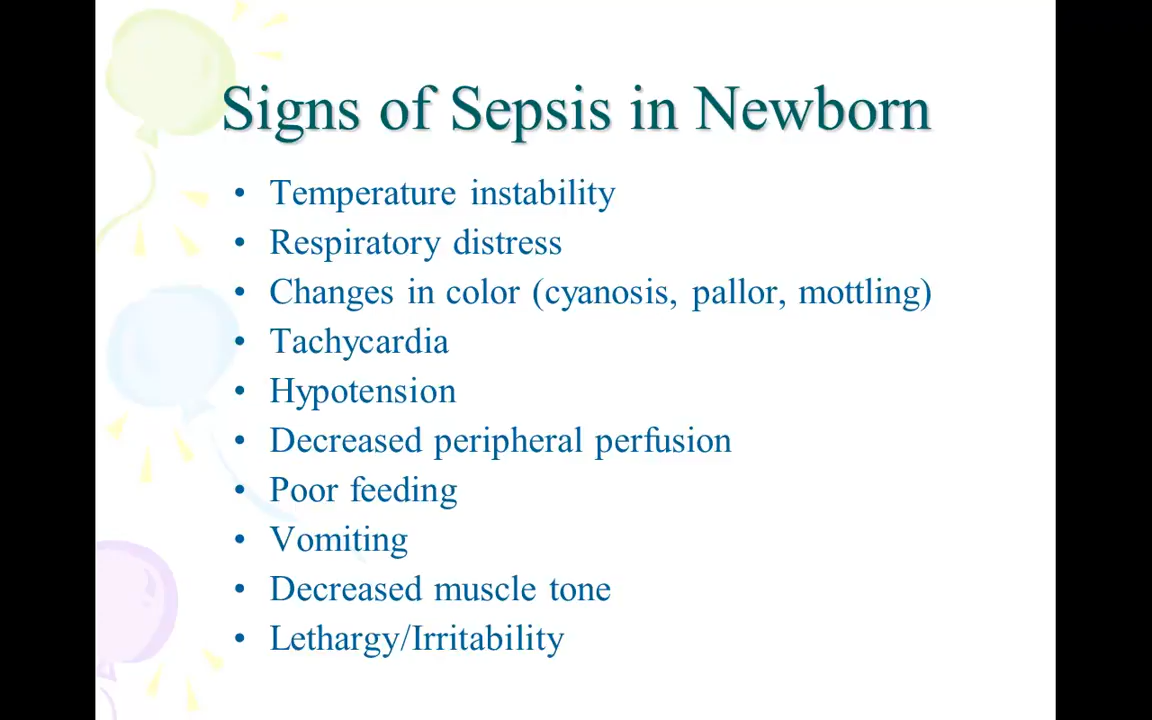 Signs of Sepsis in Newborn
• Temperature instability
• Respiratory distress
• Changes in color (cyanosis, pallor, mottling)
• Tachycardia
• Hypotension
• Decreased peripheral perfusion
• Poor feeding
• Vomiting
• Decreased muscle tone
• Lethargy/Irritability